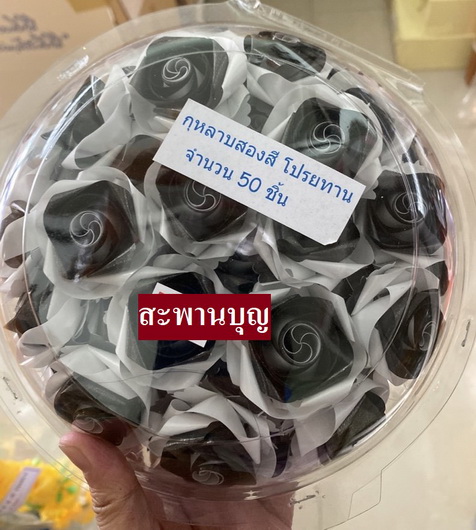 กุหลาบสองสี โปรยทาน
จำนวน 50 ชิ้น
สะพานบุญ